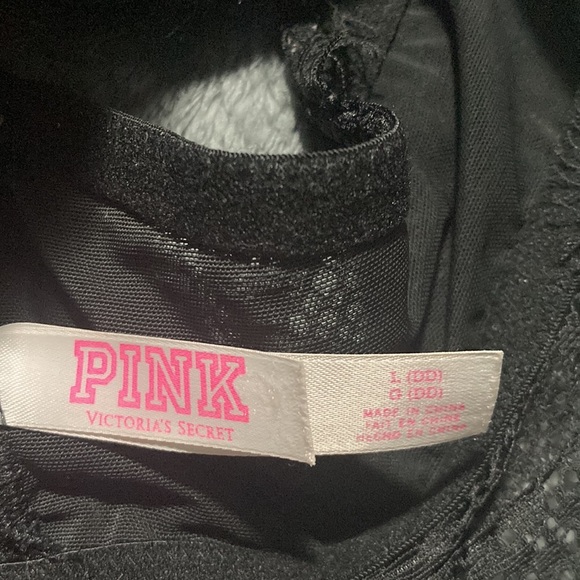 PINK
VICTORIA'S SECRET
L (DD)
G (DD)
MADE IN CHINA
FAIT EN CHINE
HECHO EN CHINA